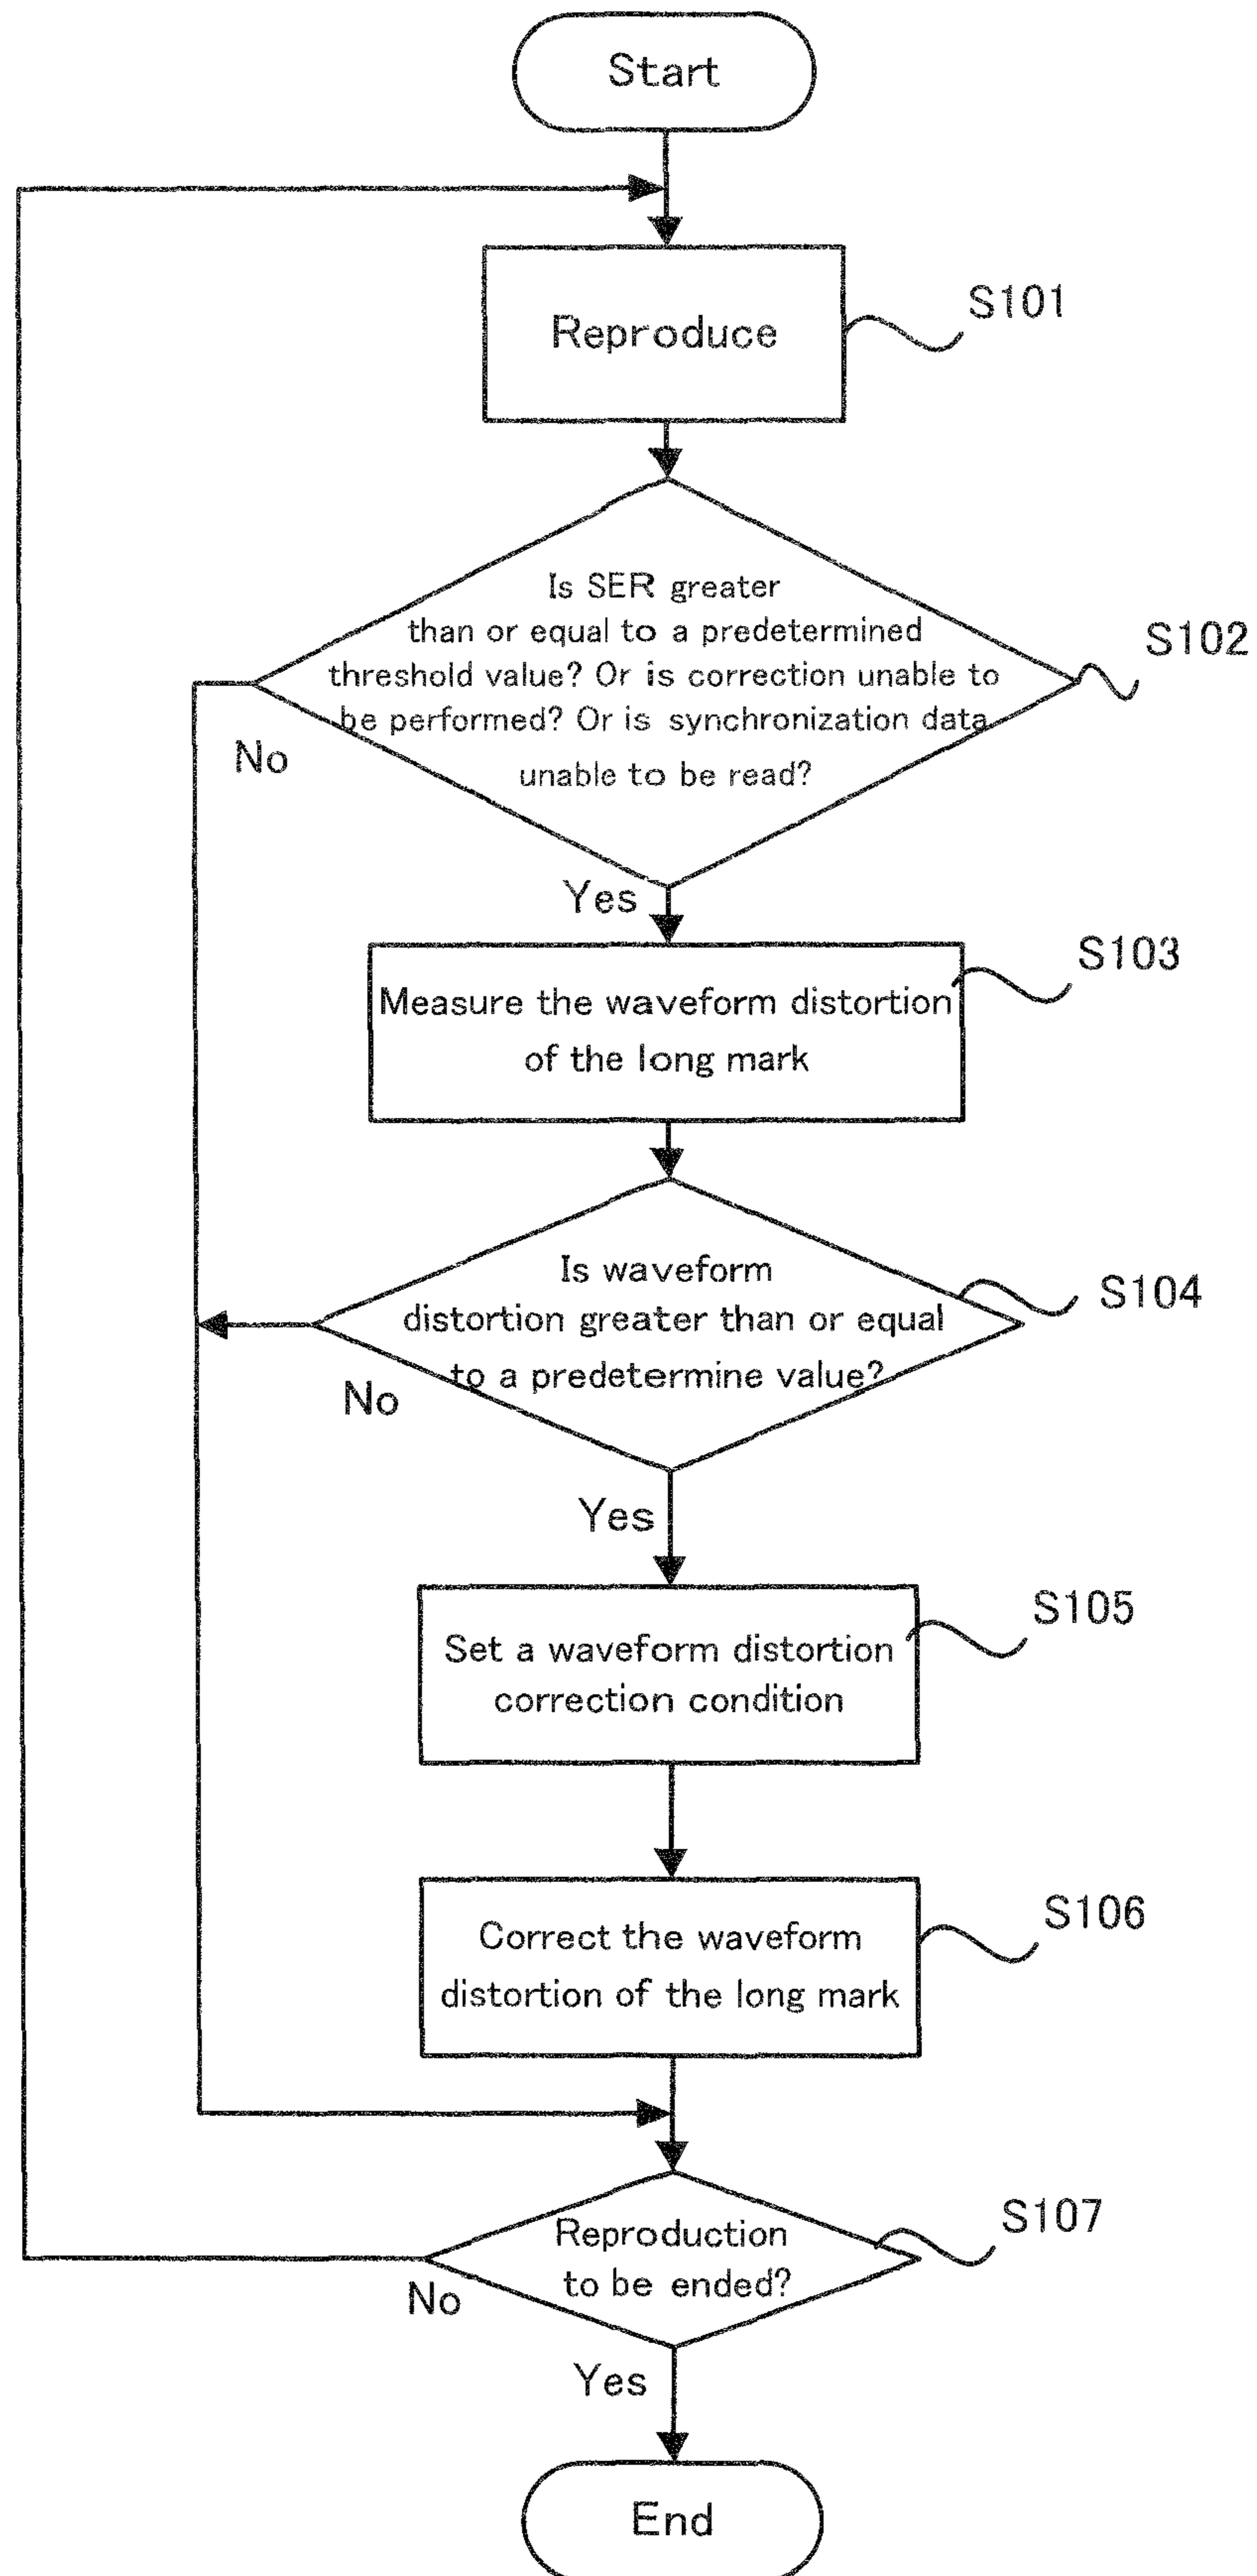 Start
Reproduce
S101
Is SER greater
than or equal to a predetermined
threshold value? Or is correction unable to
be performed? Or is synchronization data
unable to be read?
S102
No
Yes
Measure the waveform distortion
of the long mark
S103
Is waveform
distortion greater than or equal
to a predetermine value?
S104
No
Yes
Set a waveform distortion
correction condition
S105
Correct the waveform
distortion of the long mark
S106
Reproduction
to be ended?
S107
No
Yes
End